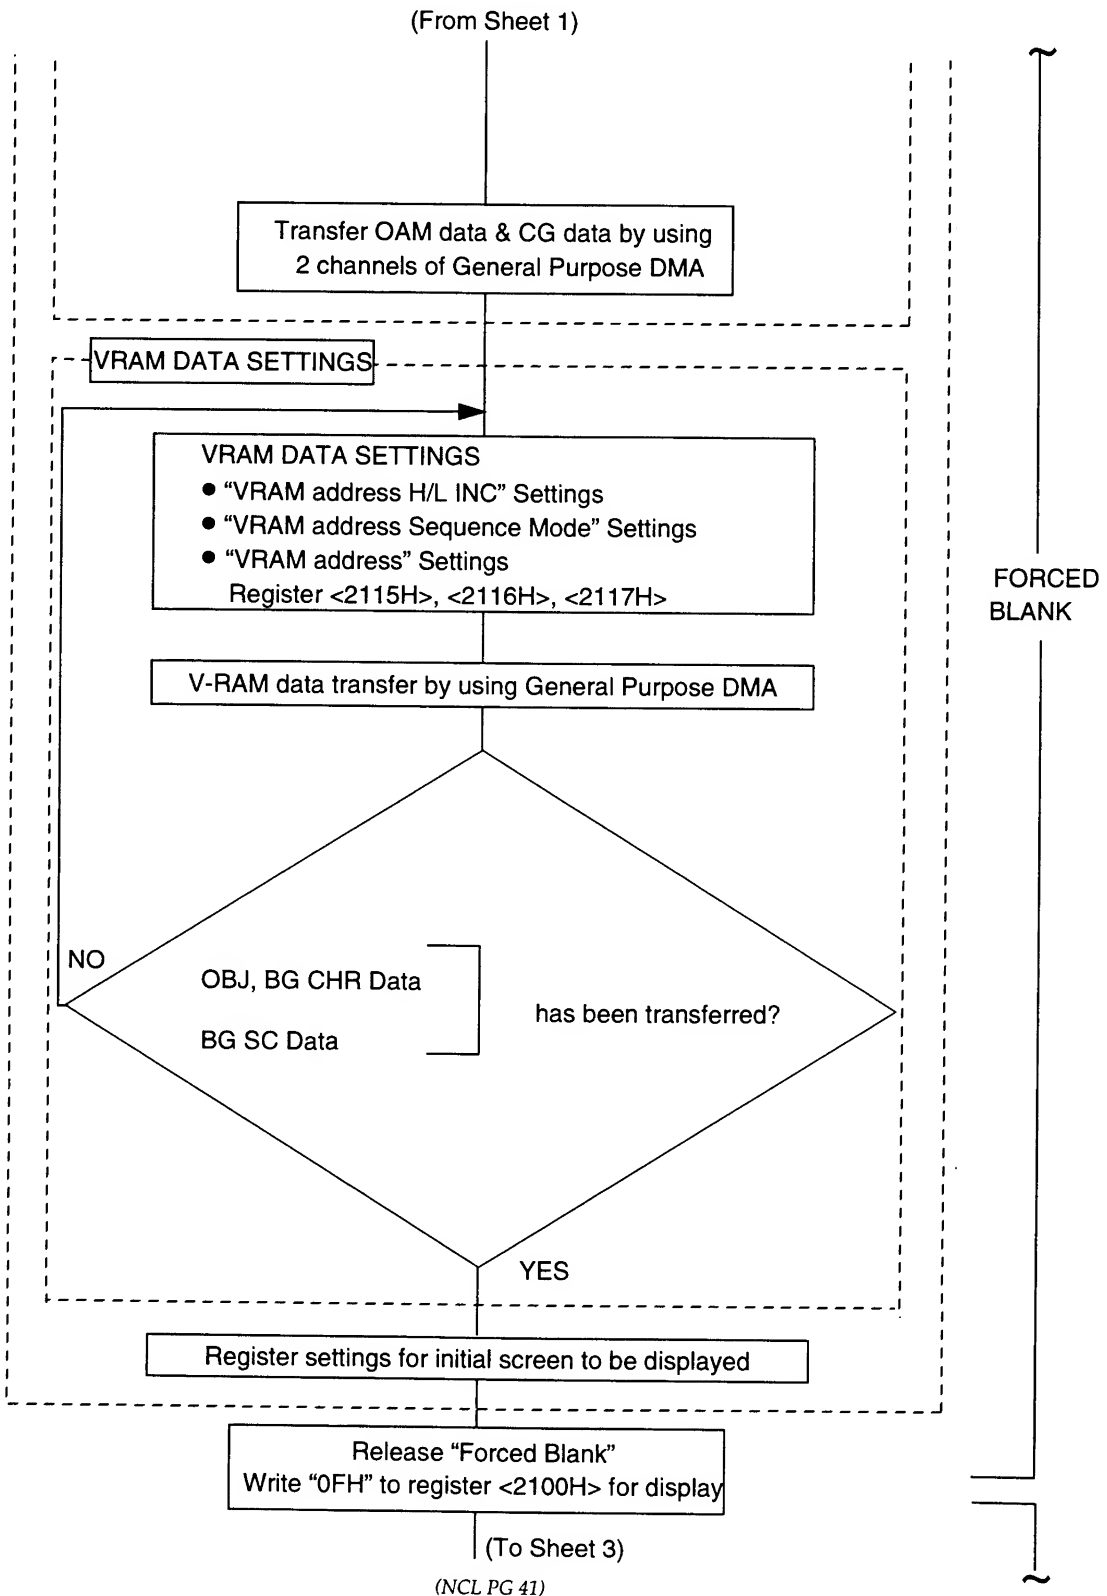 (From Sheet 1)
Transfer OAM data & CG data by using
2 channels of General Purpose DMA
VRAM DATA SETTINGS
VRAM DATA SETTINGS
● “VRAM address H/L INC” Settings
● “VRAM address Sequence Mode” Settings
● “VRAM address” Settings
Register <2115H>, <2116H>, <2117H>
FORCED
BLANK
V-RAM data transfer by using General Purpose DMA
NO
OBJ, BG CHR Data
has been transferred?
BG SC Data
YES
Register settings for initial screen to be displayed
Release “Forced Blank”
Write “0FH” to register <2100H> for display
(To Sheet 3)
(NCL PG 41)